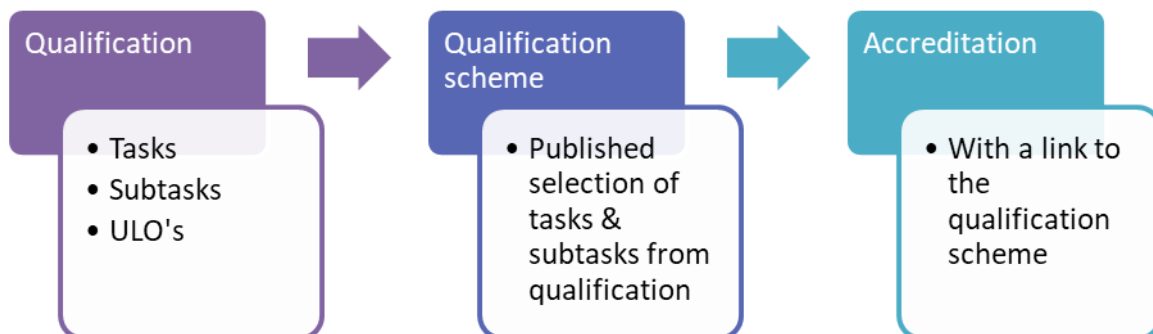 Qualification
• Tasks
• Subtasks
• ULO's
Qualification
scheme
• Published
selection of
tasks &
subtasks from
qualification
Accreditation
• With a link to
the
qualification
scheme